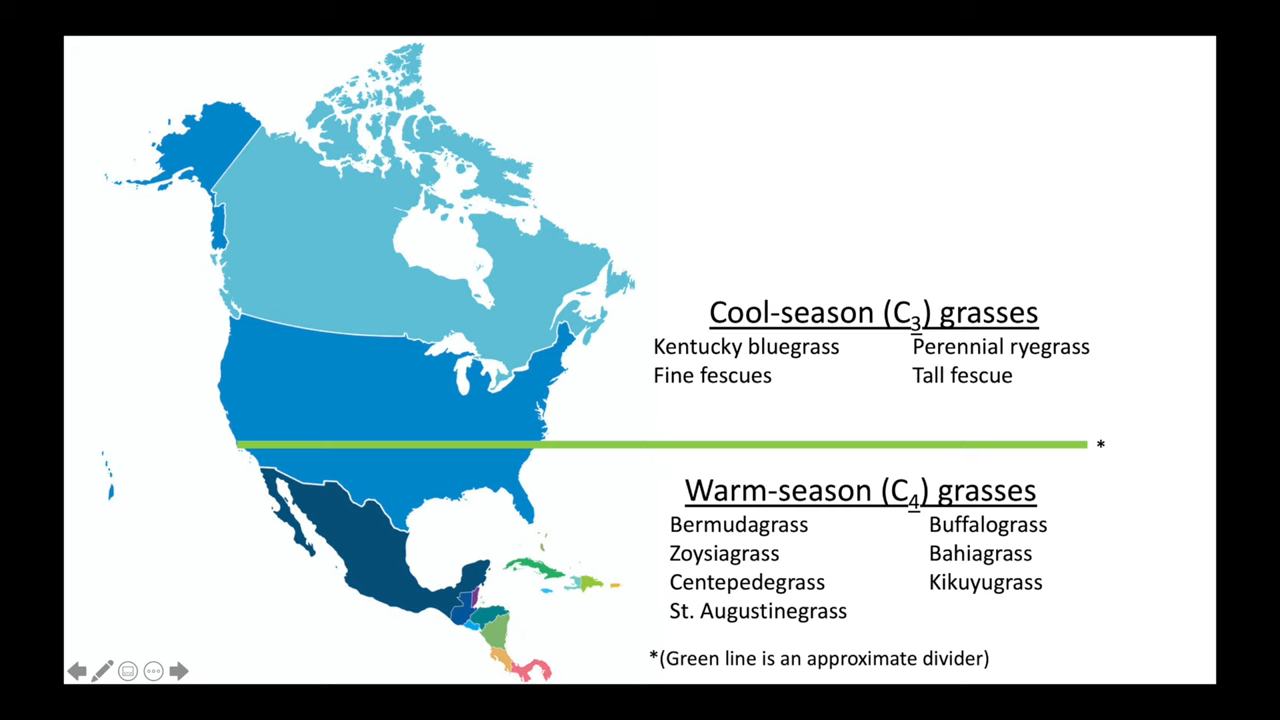 Cool-season (C3) grasses
Kentucky bluegrass Perennial ryegrass
Fine fescues Tall fescue
*
Warm-season (C4) grasses
Bermudagrass Buffalograss
Zoysiagrass Bahiagrass
Centepedegrass Kikuyugrass
St. Augustinegrass
*(Green line is an approximate divider)